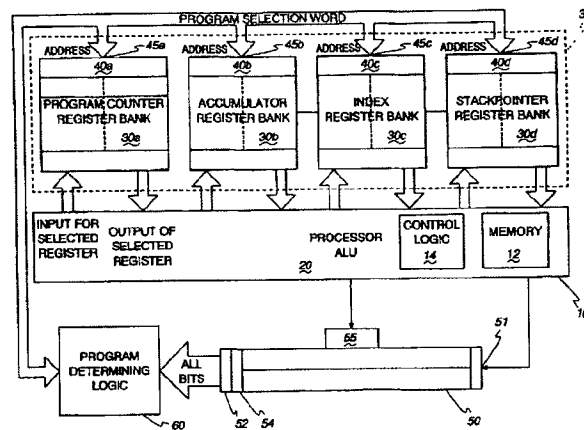 PROGRAM SELECTION WORD
ADDRESS 45a ADDRESS 45b ADDRESS 45c ADDRESS 45d
40a 40b 40c 40d
PROGRAM COUNTER REGISTER BANK 30a
ACCUMULATOR REGISTER BANK 30b
INDEX REGISTER BANK 30c
STACKPOINTER REGISTER BANK 30d
INPUT FOR SELECTED REGISTER
OUTPUT OF SELECTED REGISTER
PROCESSOR ALU
20
CONTROL LOGIC 14
MEMORY 12
55
51
PROGRAM DETERMINING LOGIC
ALL BITS
52 54 50
60